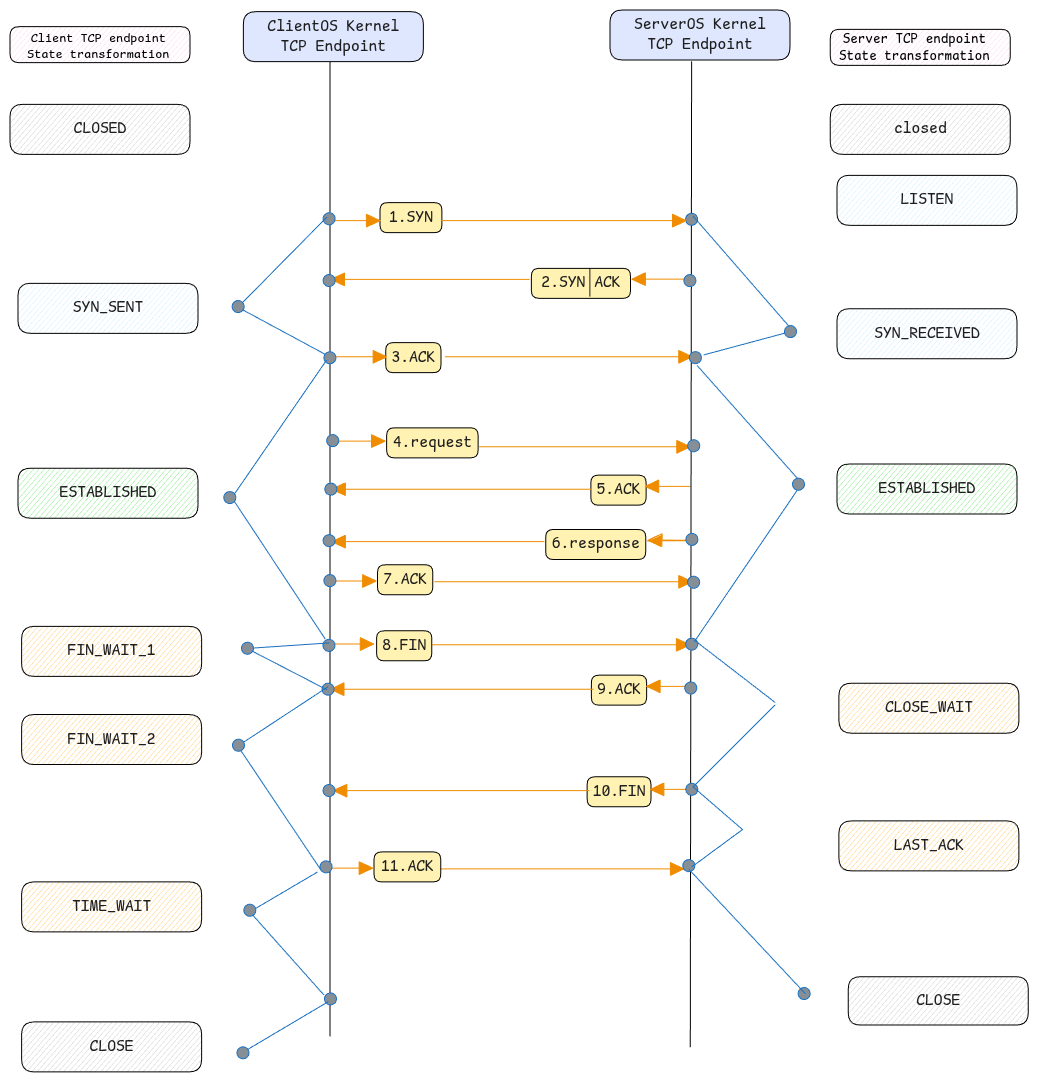 Client TCP endpoint
State transformation
ClientOS Kernel
TCP Endpoint
ServerOS Kernel
TCP Endpoint
Server TCP endpoint
State transformation
CLOSED
closed
LISTEN
1.SYN
2.SYN ACK
SYN_SENT
SYN_RECEIVED
3.ACK
4.request
ESTABLISHED
5.ACK
ESTABLISHED
6.response
7.ACK
8.FIN
FIN_WAIT_1
9.ACK
CLOSE_WAIT
FIN_WAIT_2
10.FIN
LAST_ACK
11.ACK
TIME_WAIT
CLOSE
CLOSE